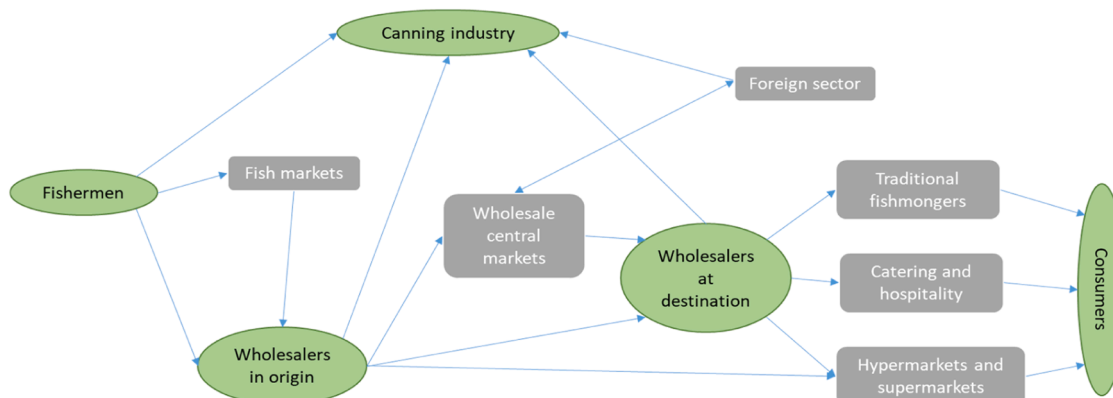 Canning industry
Foreign sector
Fish markets
Fishermen
Traditional
fishmongers
Wholesale
central
markets
Wholesalers
at
destination
Catering and
hospitality
Consumers
Wholesalers
in origin
Hypermarkets and
supermarkets